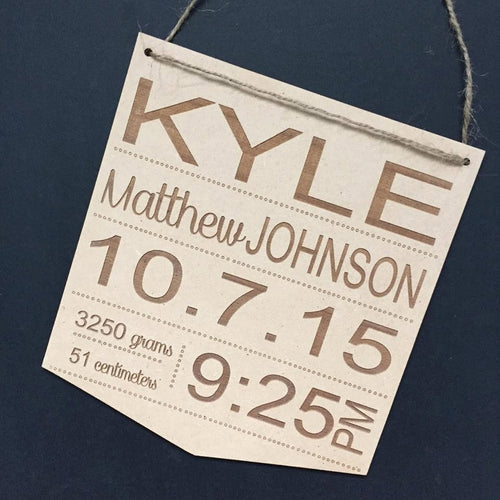 KYLE
Matthew JOHNSON
10.7.15
3250 grams
51 centimeters
9:25 PM